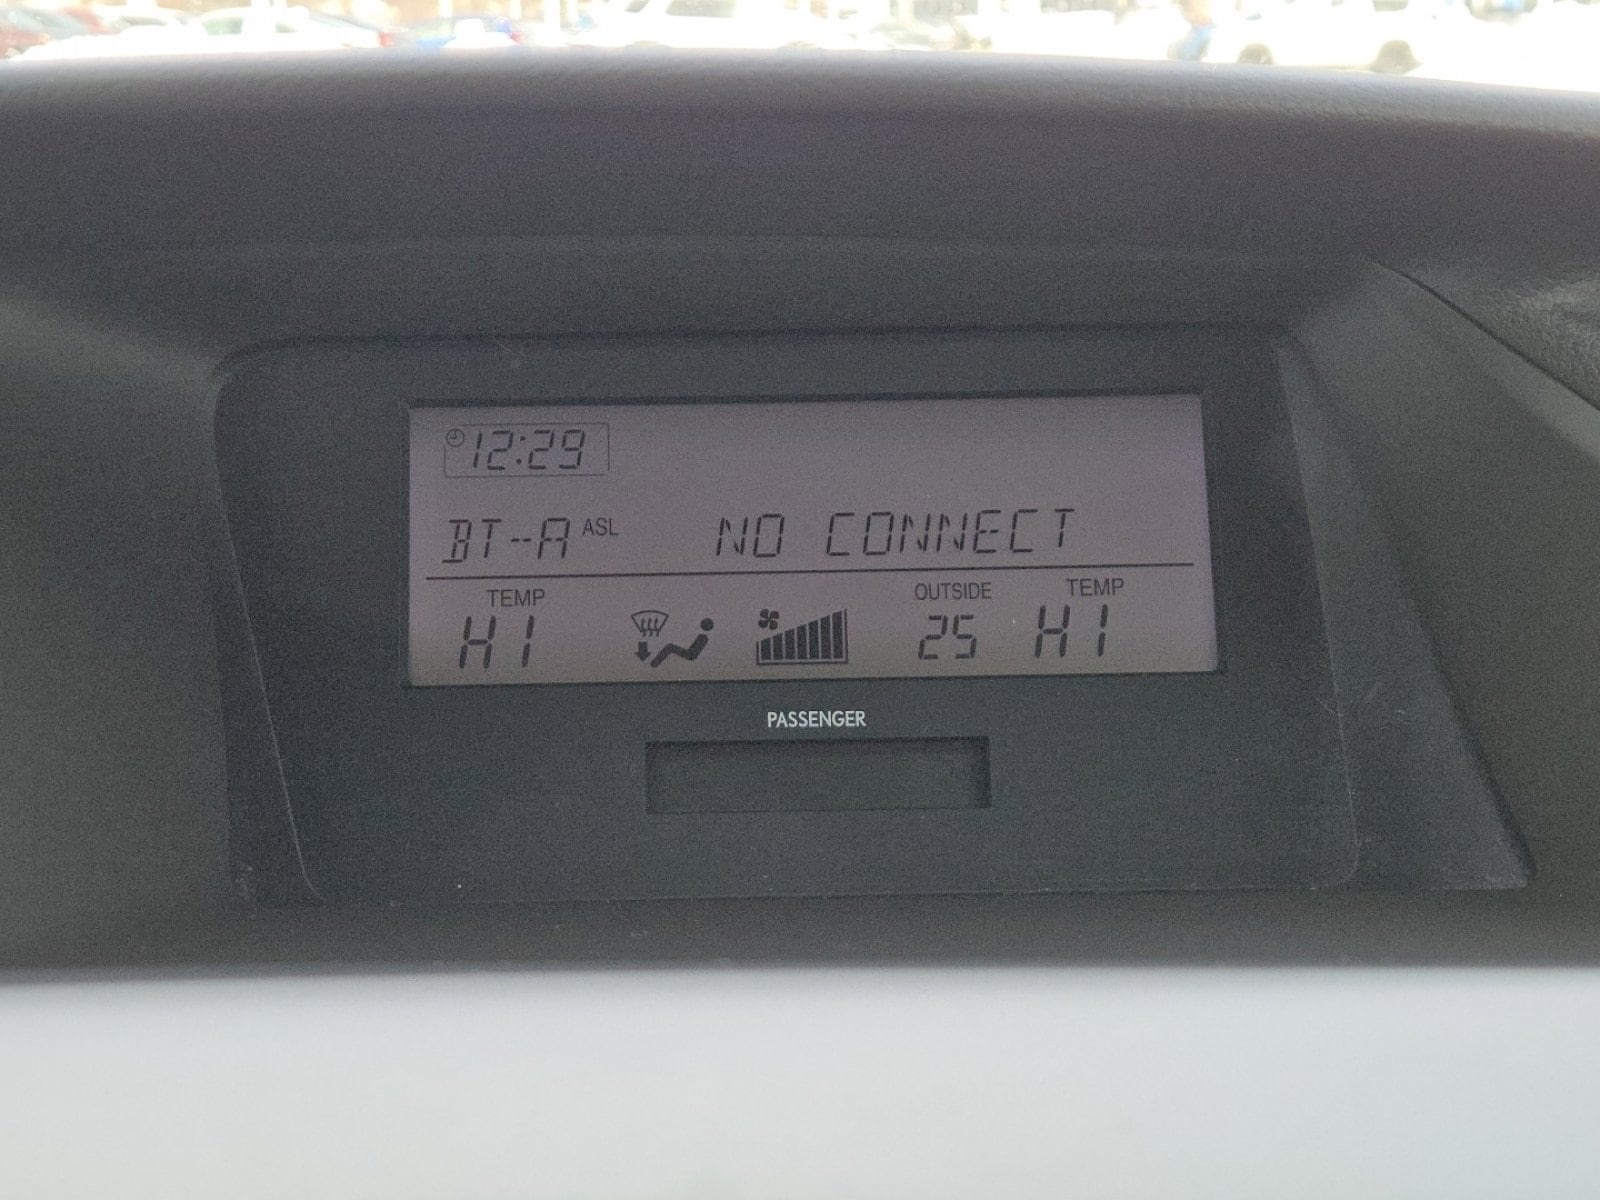 12:29
BT-A ASL NO CONNECT
TEMP OUTSIDE TEMP
HI 25 HI
PASSENGER